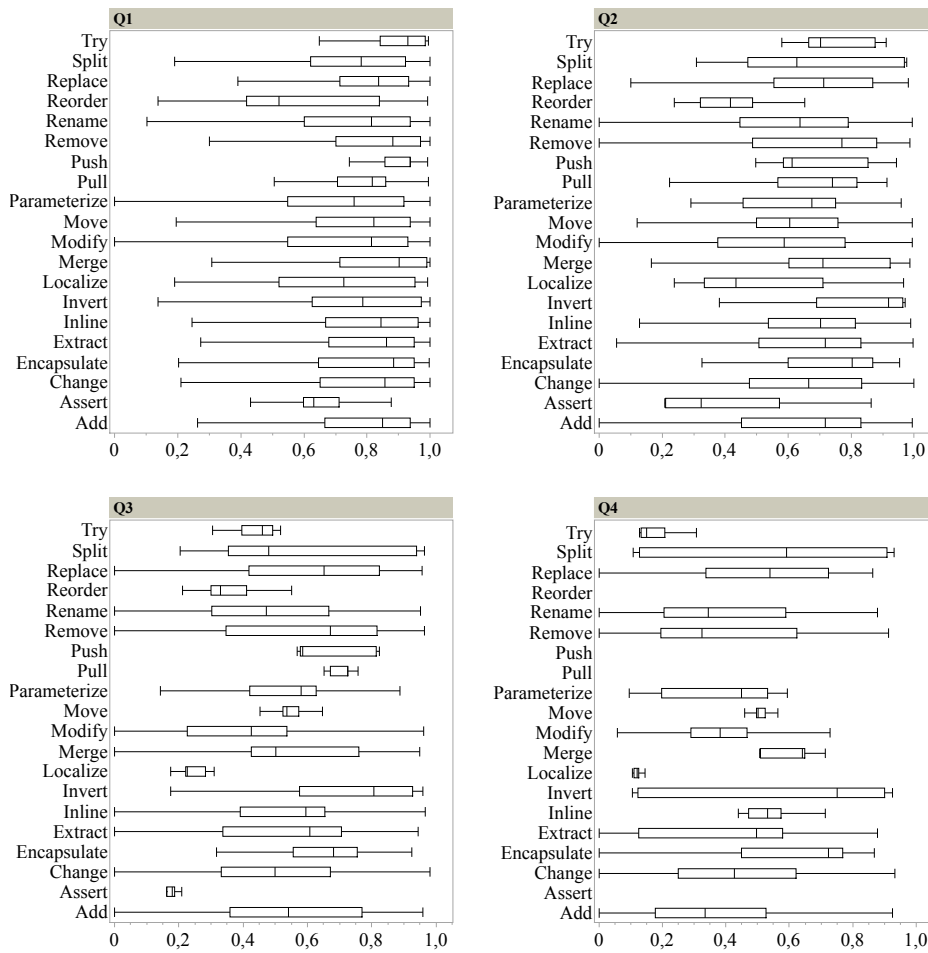 Q1
Try
Split
Replace
Reorder
Rename
Remove
Push
Pull
Parameterize
Move
Modify
Merge
Localize
Invert
Inline
Extract
Encapsulate
Change
Assert
Add
0 0,2 0,4 0,6 0,8 1,0
Q2
Try
Split
Replace
Reorder
Rename
Remove
Push
Pull
Parameterize
Move
Modify
Merge
Localize
Invert
Inline
Extract
Encapsulate
Change
Assert
Add
0 0,2 0,4 0,6 0,8 1,0
Q3
Try
Split
Replace
Reorder
Rename
Remove
Push
Pull
Parameterize
Move
Modify
Merge
Localize
Invert
Inline
Extract
Encapsulate
Change
Assert
Add
0 0,2 0,4 0,6 0,8 1,0
Q4
Try
Split
Replace
Reorder
Rename
Remove
Push
Pull
Parameterize
Move
Modify
Merge
Localize
Invert
Inline
Extract
Encapsulate
Change
Assert
Add
0 0,2 0,4 0,6 0,8 1,0